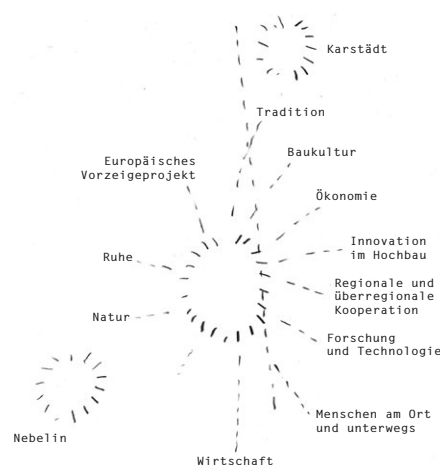 Karstädt
Tradition
Baukultur
Europäisches
Vorzeigeprojekt
Ökonomie
Innovation
im Hochbau
Ruhe
Regionale und
überregionale
Kooperation
Natur
Forschung
und Technologie
Menschen am Ort
und unterwegs
Nebelin
Wirtschaft